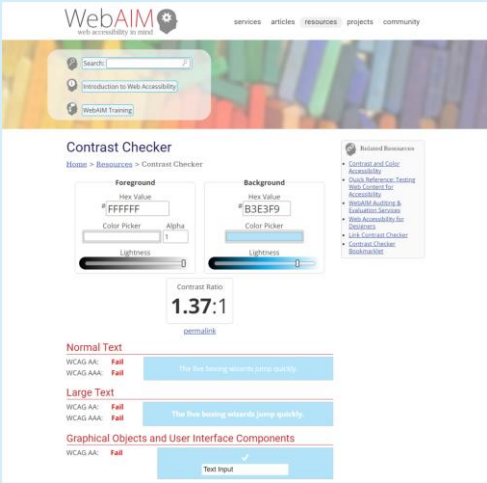 WebAIM
web accessibility in mind
services articles resources projects community
Search:
Introduction to Web Accessibility
WebAIM Training
Contrast Checker
Home > Resources > Contrast Checker
Foreground
Hex Value
# FFFFFF
Color Picker Alpha
1
Lightness
Background
Hex Value
# B3E3F9
Color Picker
Lightness
Contrast Ratio
1.37:1
permalink
Related Resources
Contrast and Color
Accessibility
Quick Reference: Testing
Web Content for
Accessibility
WebAIM Auditing &
Evaluation Services
Web Accessibility for
Designers
Link Contrast Checker
Contrast Checker
Bookmarklet
Normal Text
WCAG AA: Fail
WCAG AAA: Fail
The five boxing wizards jump quickly.
Large Text
WCAG AA: Fail
WCAG AAA: Fail
The five boxing wizards jump quickly.
Graphical Objects and User Interface Components
WCAG AA: Fail
✓
Text Input